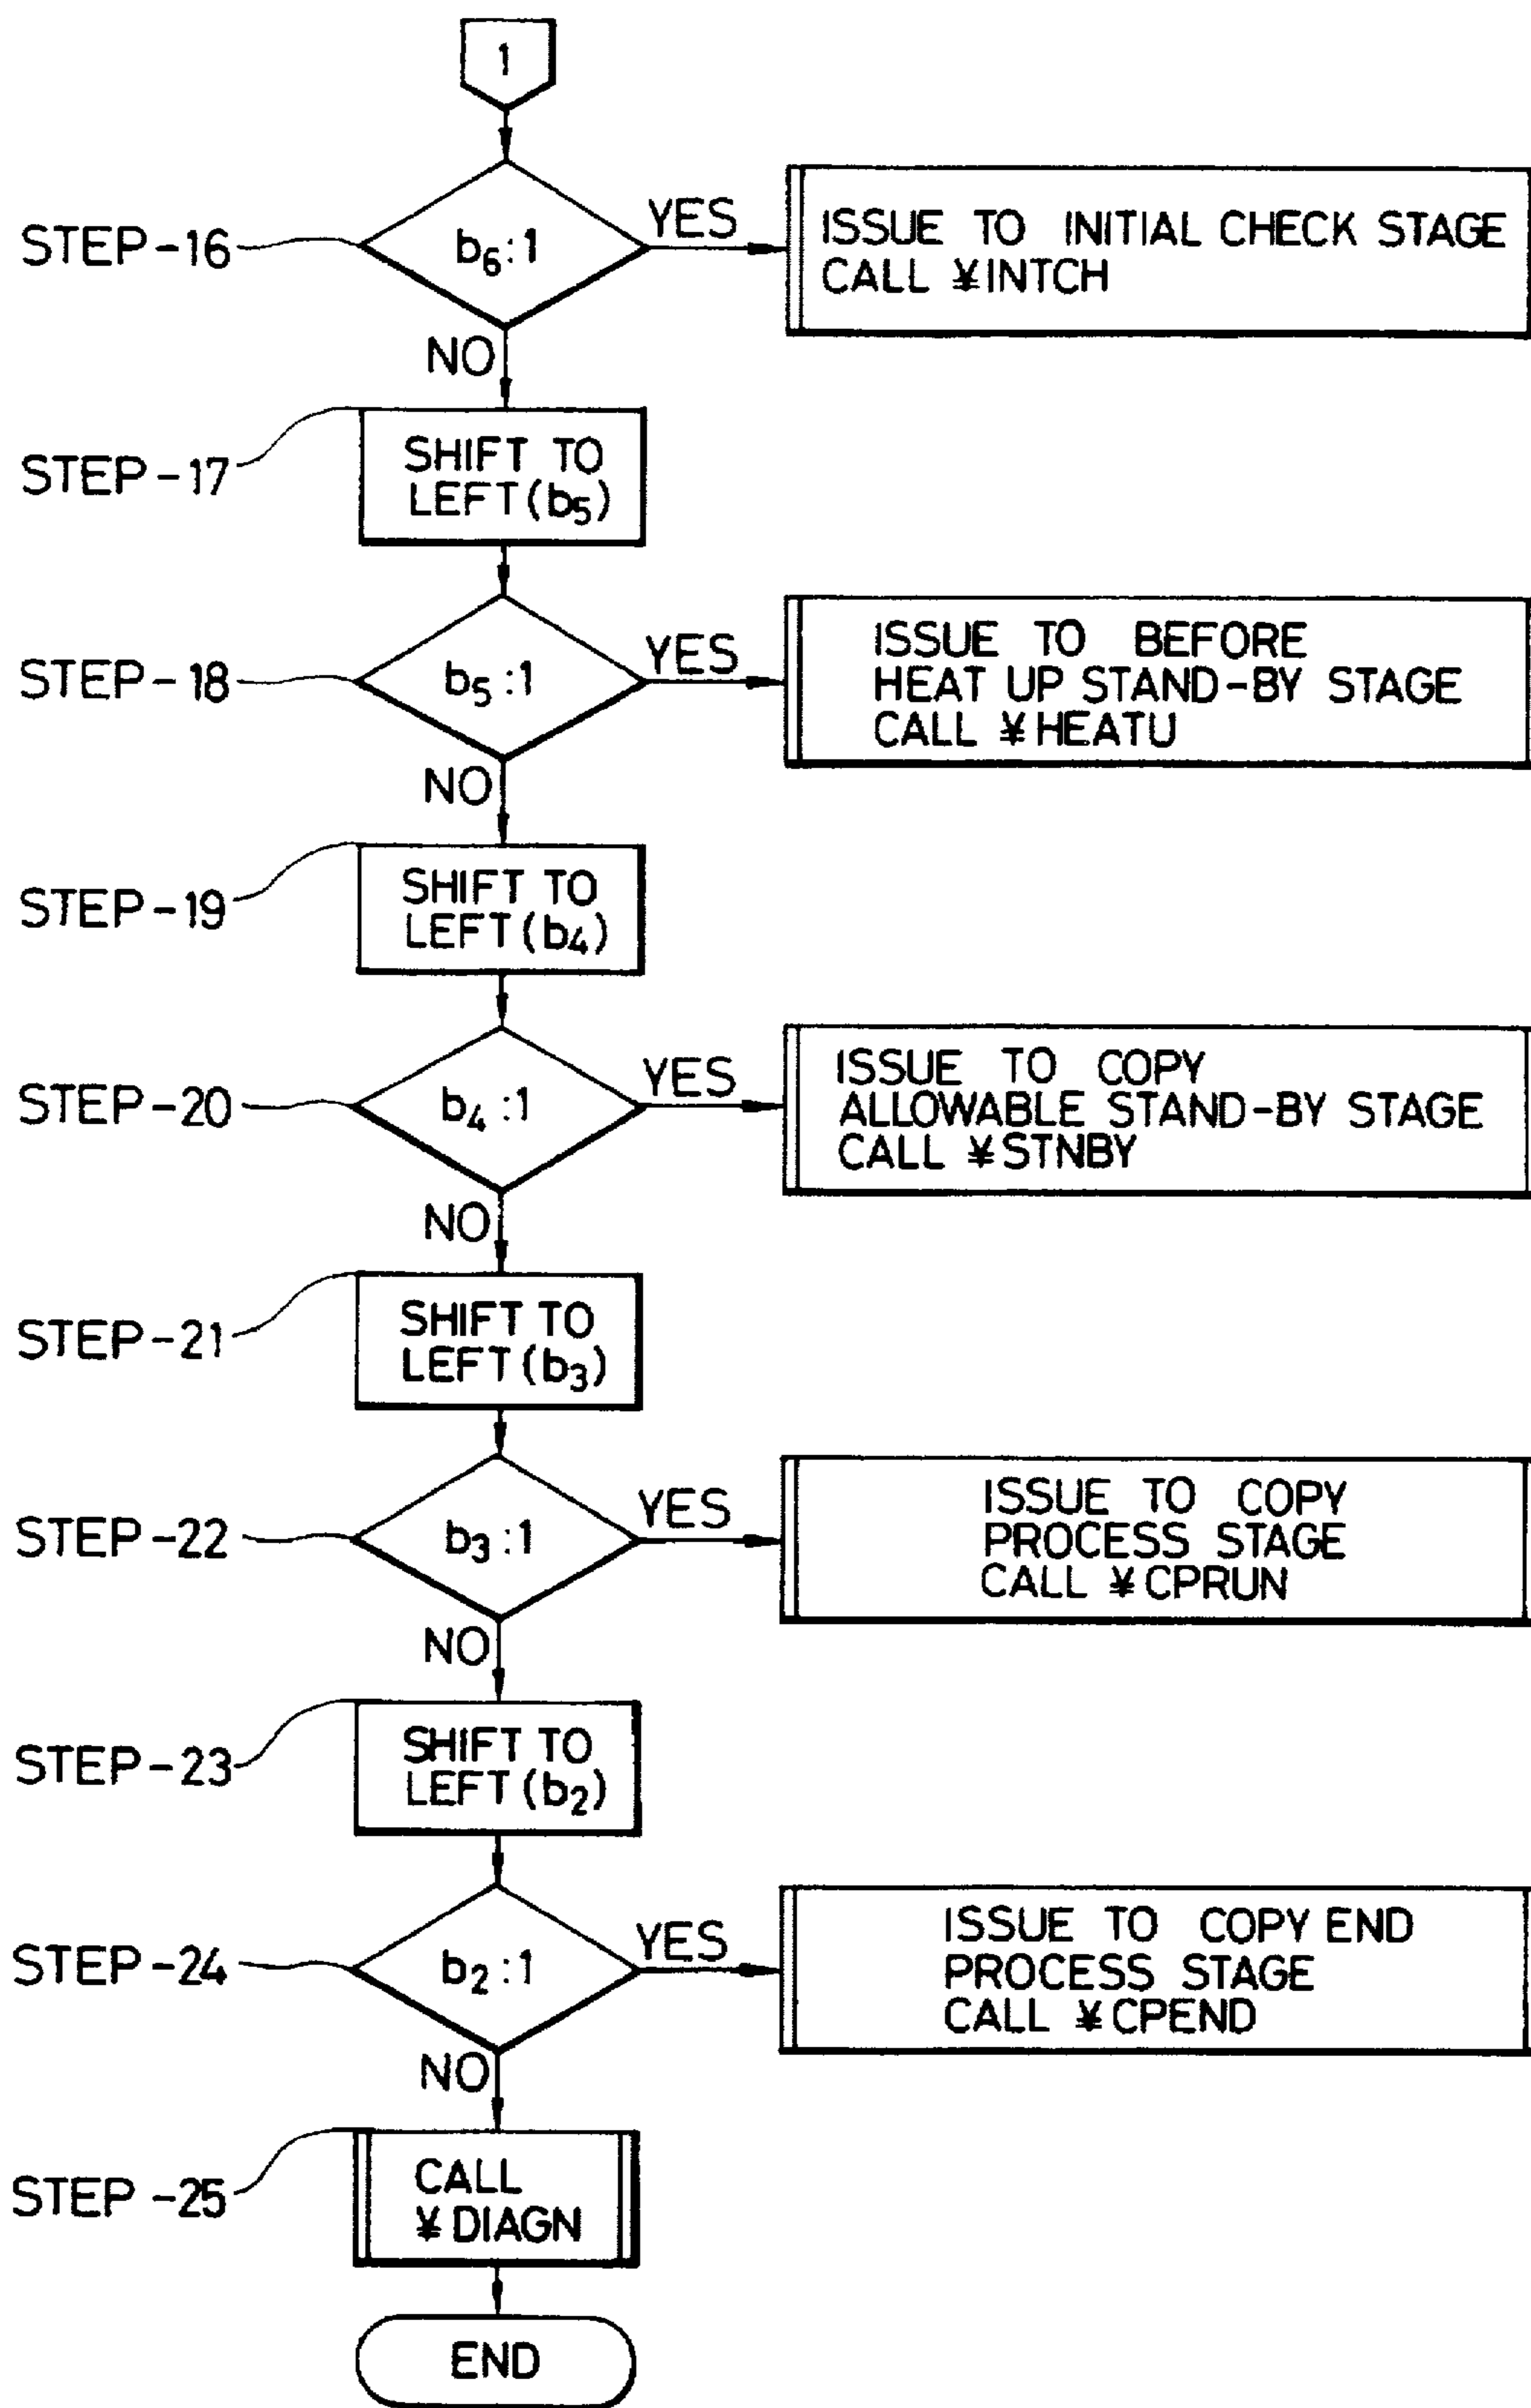 1
STEP-16
b6:1
YES
ISSUE TO INITIAL CHECK STAGE
CALL ¥INTCH
NO
STEP-17
SHIFT TO
LEFT(b5)
STEP-18
b5:1
YES
ISSUE TO BEFORE
HEAT UP STAND-BY STAGE
CALL ¥HEATU
NO
STEP-19
SHIFT TO
LEFT(b4)
STEP-20
b4:1
YES
ISSUE TO COPY
ALLOWABLE STAND-BY STAGE
CALL ¥STNBY
NO
STEP-21
SHIFT TO
LEFT(b3)
STEP-22
b3:1
YES
ISSUE TO COPY
PROCESS STAGE
CALL ¥CPRUN
NO
STEP-23
SHIFT TO
LEFT(b2)
STEP-24
b2:1
YES
ISSUE TO COPY END
PROCESS STAGE
CALL ¥CPEND
NO
STEP-25
CALL
¥DIAGN
END